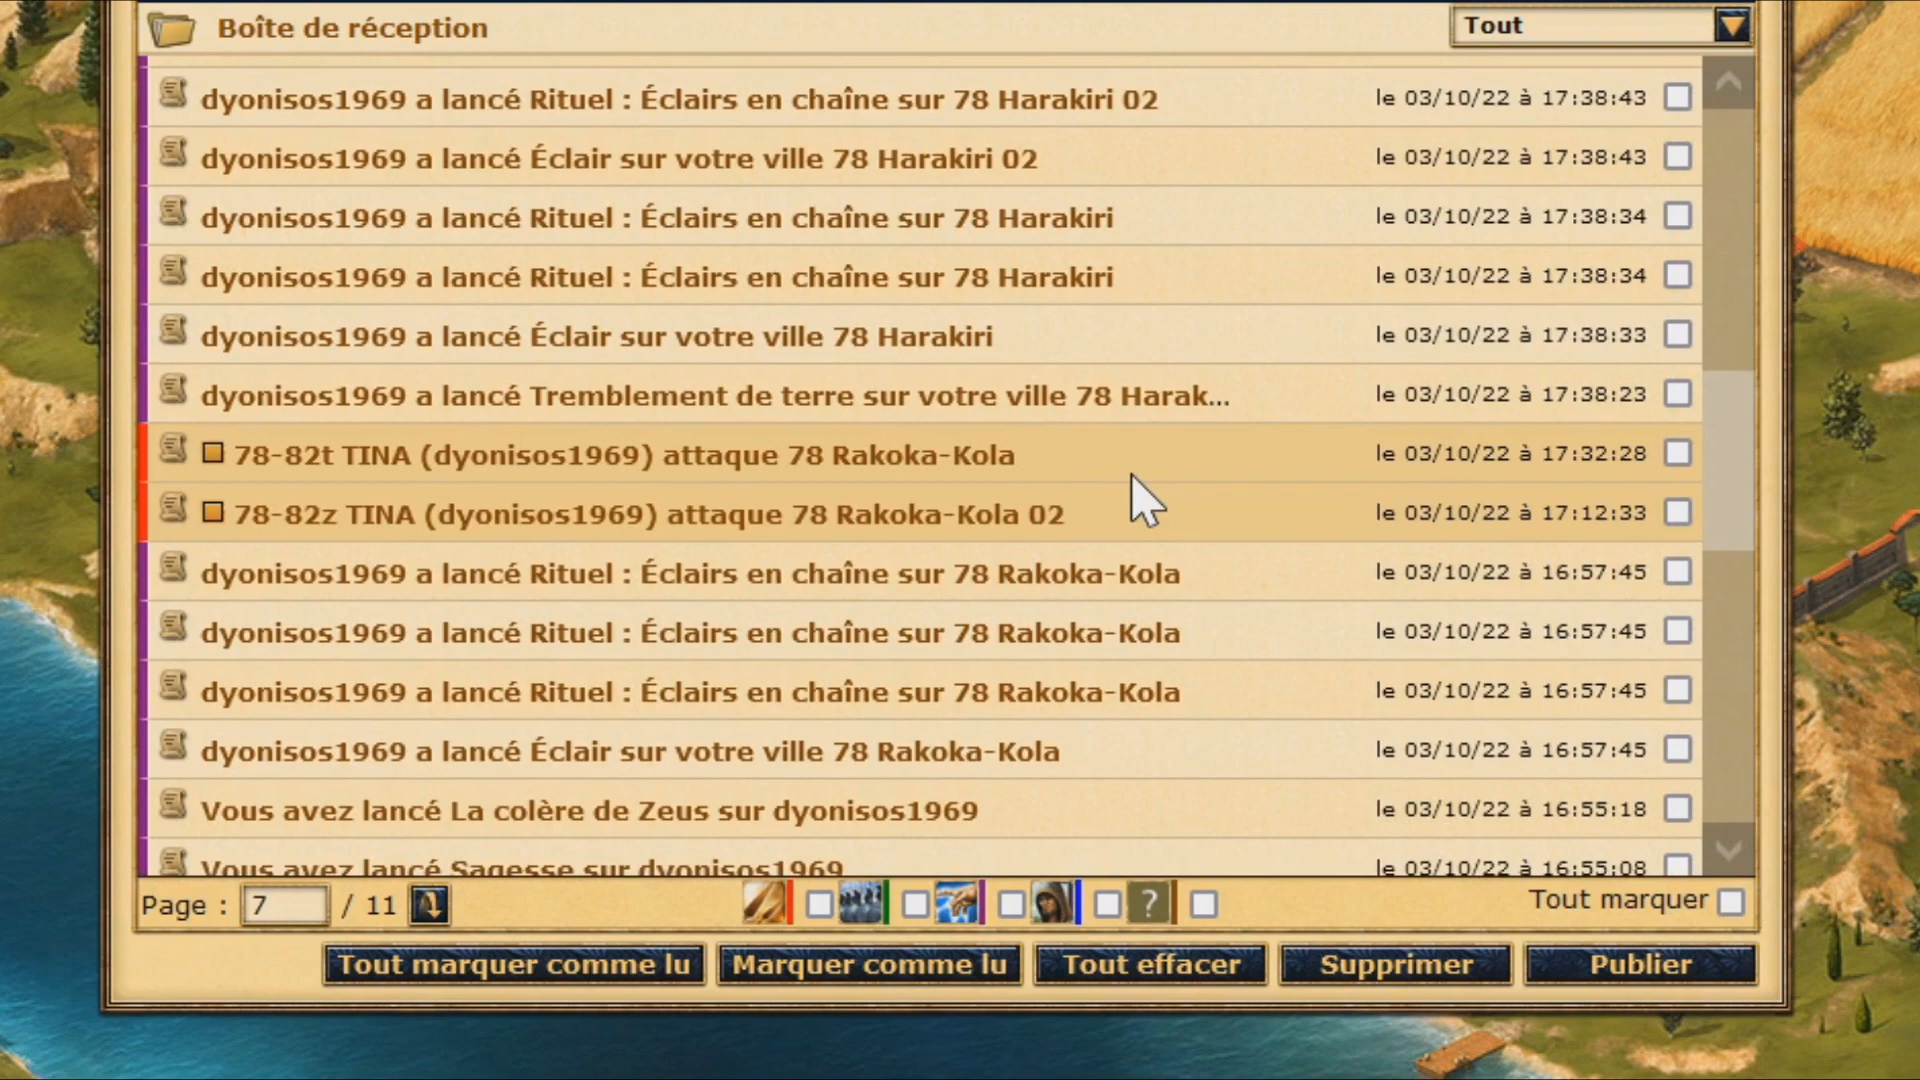 Boîte de réception
Tout
dyonisos1969 a lancé Rituel : Éclairs en chaîne sur 78 Harakiri 02 le 03/10/22 à 17:38:43
dyonisos1969 a lancé Éclair sur votre ville 78 Harakiri 02 le 03/10/22 à 17:38:43
dyonisos1969 a lancé Rituel : Éclairs en chaîne sur 78 Harakiri le 03/10/22 à 17:38:34
dyonisos1969 a lancé Rituel : Éclairs en chaîne sur 78 Harakiri le 03/10/22 à 17:38:34
dyonisos1969 a lancé Éclair sur votre ville 78 Harakiri le 03/10/22 à 17:38:33
dyonisos1969 a lancé Tremblement de terre sur votre ville 78 Harak... le 03/10/22 à 17:38:23
78-82t TINA (dyonisos1969) attaque 78 Rakoka-Kola le 03/10/22 à 17:32:28
78-82z TINA (dyonisos1969) attaque 78 Rakoka-Kola 02 le 03/10/22 à 17:12:33
dyonisos1969 a lancé Rituel : Éclairs en chaîne sur 78 Rakoka-Kola le 03/10/22 à 16:57:45
dyonisos1969 a lancé Rituel : Éclairs en chaîne sur 78 Rakoka-Kola le 03/10/22 à 16:57:45
dyonisos1969 a lancé Rituel : Éclairs en chaîne sur 78 Rakoka-Kola le 03/10/22 à 16:57:45
dyonisos1969 a lancé Éclair sur votre ville 78 Rakoka-Kola le 03/10/22 à 16:57:45
Vous avez lancé La colère de Zeus sur dyonisos1969 le 03/10/22 à 16:55:18
Vous avez lancé Sagesse sur dyonisos1969 le 03/10/22 à 16:55:08
Page : 7 / 11 ? Tout marquer
Tout marquer comme lu Marquer comme lu Tout effacer Supprimer Publier